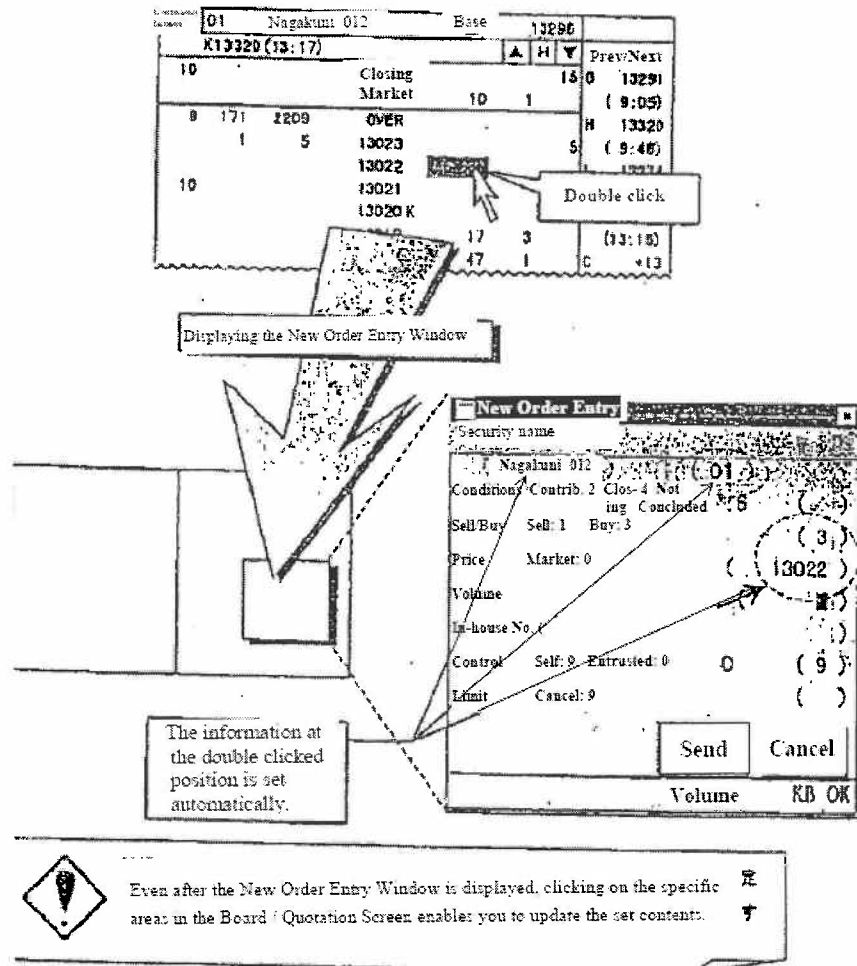 01 Nagakuni 012 Base 13296
K13320(13:17) ▲ H ▼ Prev/Next
10 Closing 15 O 13291
Market 10 1 ( 9:05)
171 2209 OVER H 13320
1 5 13023 5 ( 9:46)
13022
10 13021 Double click
13020 K
17 3 (13:15)
47 1 C +13
Displaying the New Order Entry Window
New Order Entry
Security name
Nagakuni 012 (01)
Conditions Contrib. 2 Clos- 4 Not
ing Concluded
Sell/Buy Sell: 1 Buy: 3 ( 3 )
Price Market: 0 ( 13022 )
Volume
In-house No. (
Control Self: 9 Entrusted: 0 0 ( 9 )
Limit Cancel: 9 ( )
Send Cancel
Volume KB OK
The information at
the double clicked
position is set
automatically.
Even after the New Order Entry Window is displayed, clicking on the specific 定
areas in the Board / Quotation Screen enables you to update the set contents. す